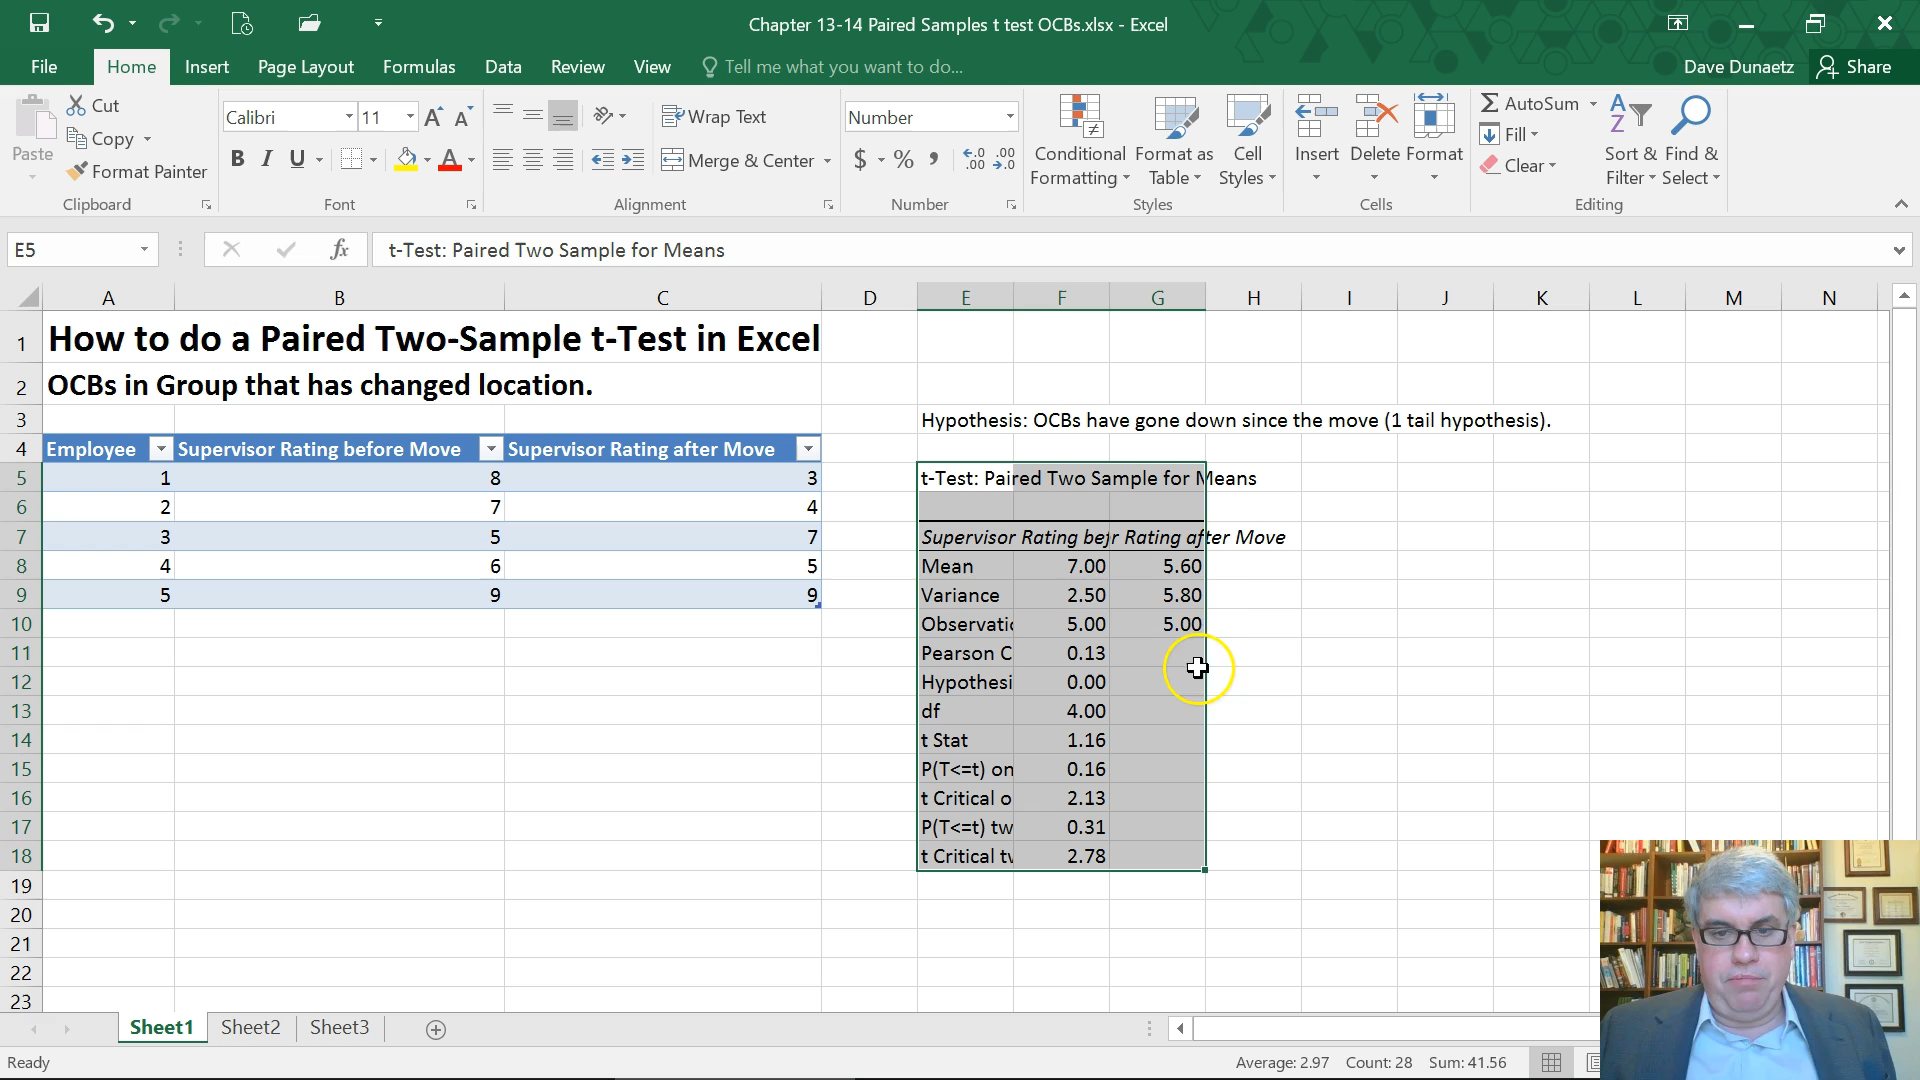 Chapter 13-14 Paired Samples t test OCBs.xlsx - Excel
File Home Insert Page Layout Formulas Data Review View Tell me what you want to do... Dave Dunaetz Share
Paste Cut Copy Format Painter Clipboard
Calibri 11 A A B I U A Font
Wrap Text Merge & Center Alignment
Number $ % , .00 .00 Number
Conditional Formatting Format as Table Cell Styles Styles
Insert Delete Format Cells
AutoSum Fill Clear Sort & Filter Find & Select Editing
E5 fx t-Test: Paired Two Sample for Means
A B C D E F G H I J K L M N
1 How to do a Paired Two-Sample t-Test in Excel
2 OCBs in Group that has changed location.
3 Hypothesis: OCBs have gone down since the move (1 tail hypothesis).
4 Employee Supervisor Rating before Move Supervisor Rating after Move
5 1 8 3 t-Test: Paired Two Sample for Means
6 2 7 4
7 3 5 7 Supervisor Rating befr Rating after Move
8 4 6 5 Mean 7.00 5.60
9 5 9 9 Variance 2.50 5.80
10 Observatio 5.00 5.00
11 Pearson C 0.13
12 Hypothesi 0.00
13 df 4.00
14 t Stat 1.16
15 P(T<=t) on 0.16
16 t Critical o 2.13
17 P(T<=t) tw 0.31
18 t Critical tw 2.78
19
20
21
22
23
Sheet1 Sheet2 Sheet3
Ready Average: 2.97 Count: 28 Sum: 41.56